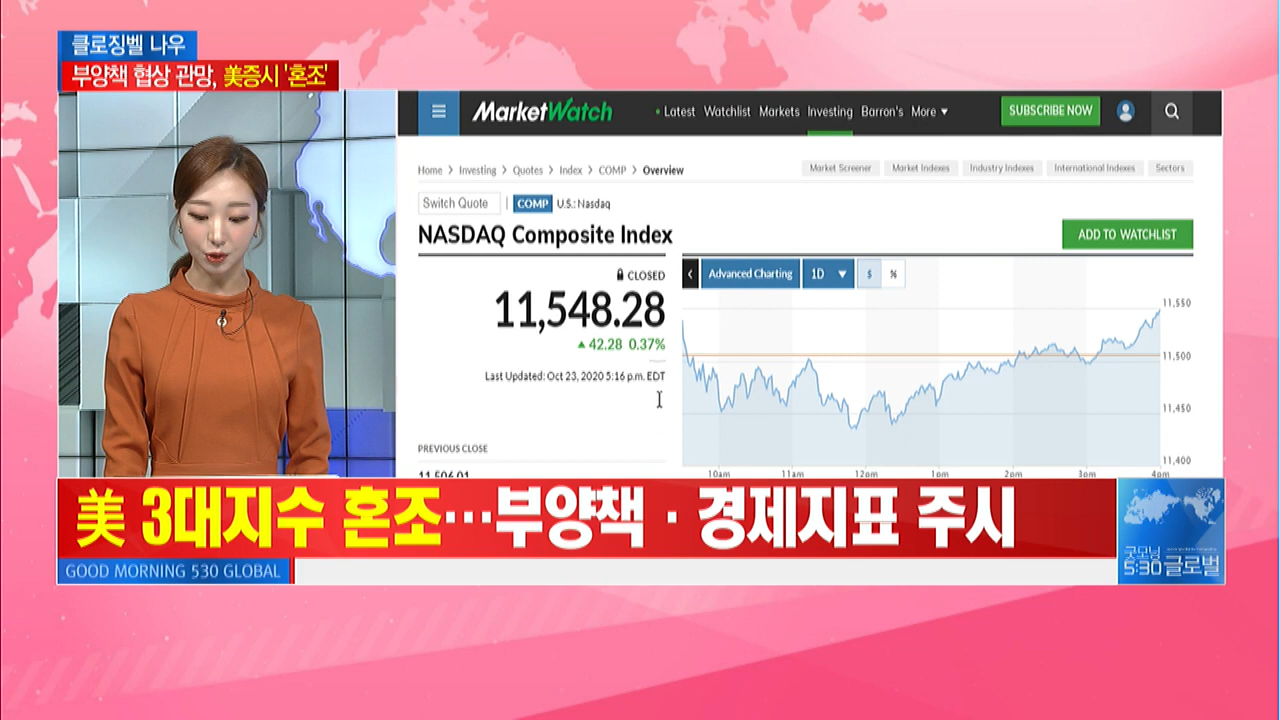 클로징벨 나우
부양책 협상 관망, 美증시 '혼조'
MarketWatch
Latest Watchlist Markets Investing Barron's More
SUBSCRIBE NOW
Home > Investing > Quotes > Index > COMP > Overview
Market Screener Market Indexes Industry Indexes International Indexes Sectors
Switch Quote | COMP U.S.: Nasdaq
NASDAQ Composite Index
ADD TO WATCHLIST
CLOSED
11,548.28
▲ 42.28 0.37%
Last Updated: Oct 23, 2020 5:16 p.m. EDT
PREVIOUS CLOSE
11,506.01
Advanced Charting 1D ▼ $ %
11,550
11,500
11,450
11,400
10am 11am 12pm 1pm 2pm 3pm 4pm
美 3대지수 혼조…부양책·경제지표 주시
GOOD MORNING 530 GLOBAL
굿모닝
5:30 글로벌